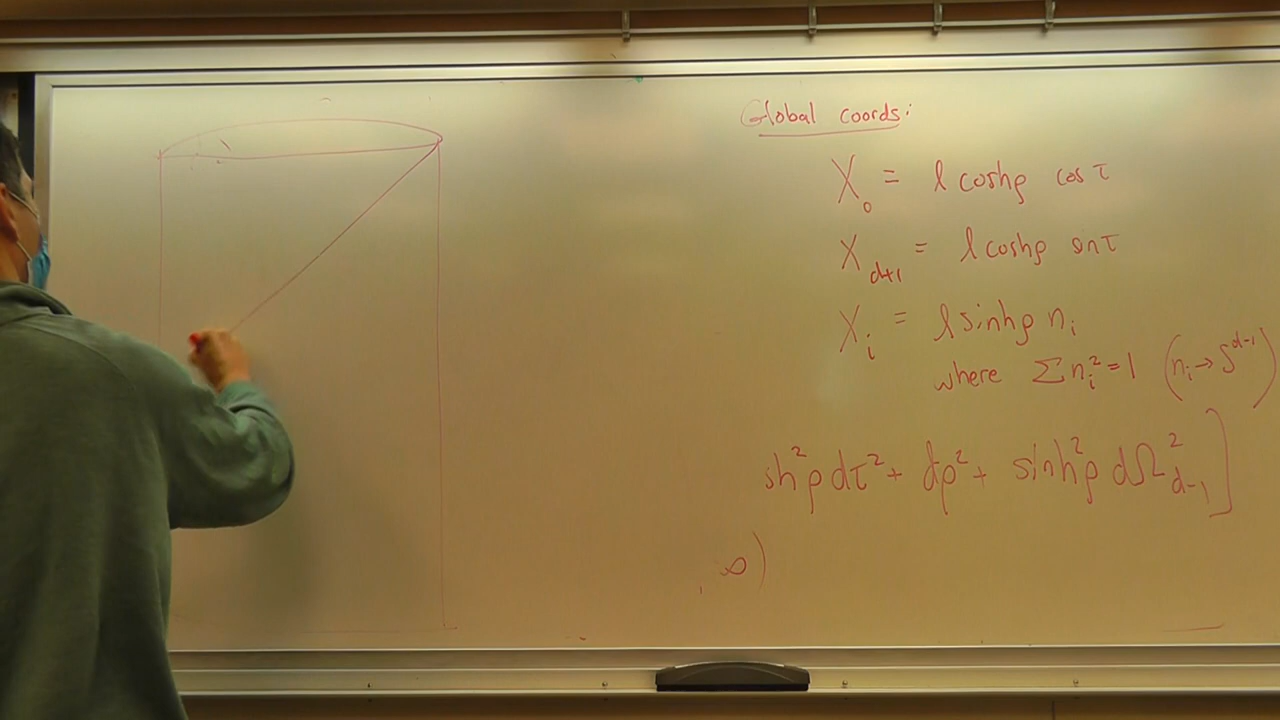 Global coords:
X₀ = l coshρ cos τ
X_{d+1} = l coshρ sin τ
X_i = l sinhρ n_i
where Σ n_i² = 1 (n_i → S^{d-1})
sh²ρ dτ² + dρ² + sinh²ρ dΩ²_{d-1}]
, ∞)